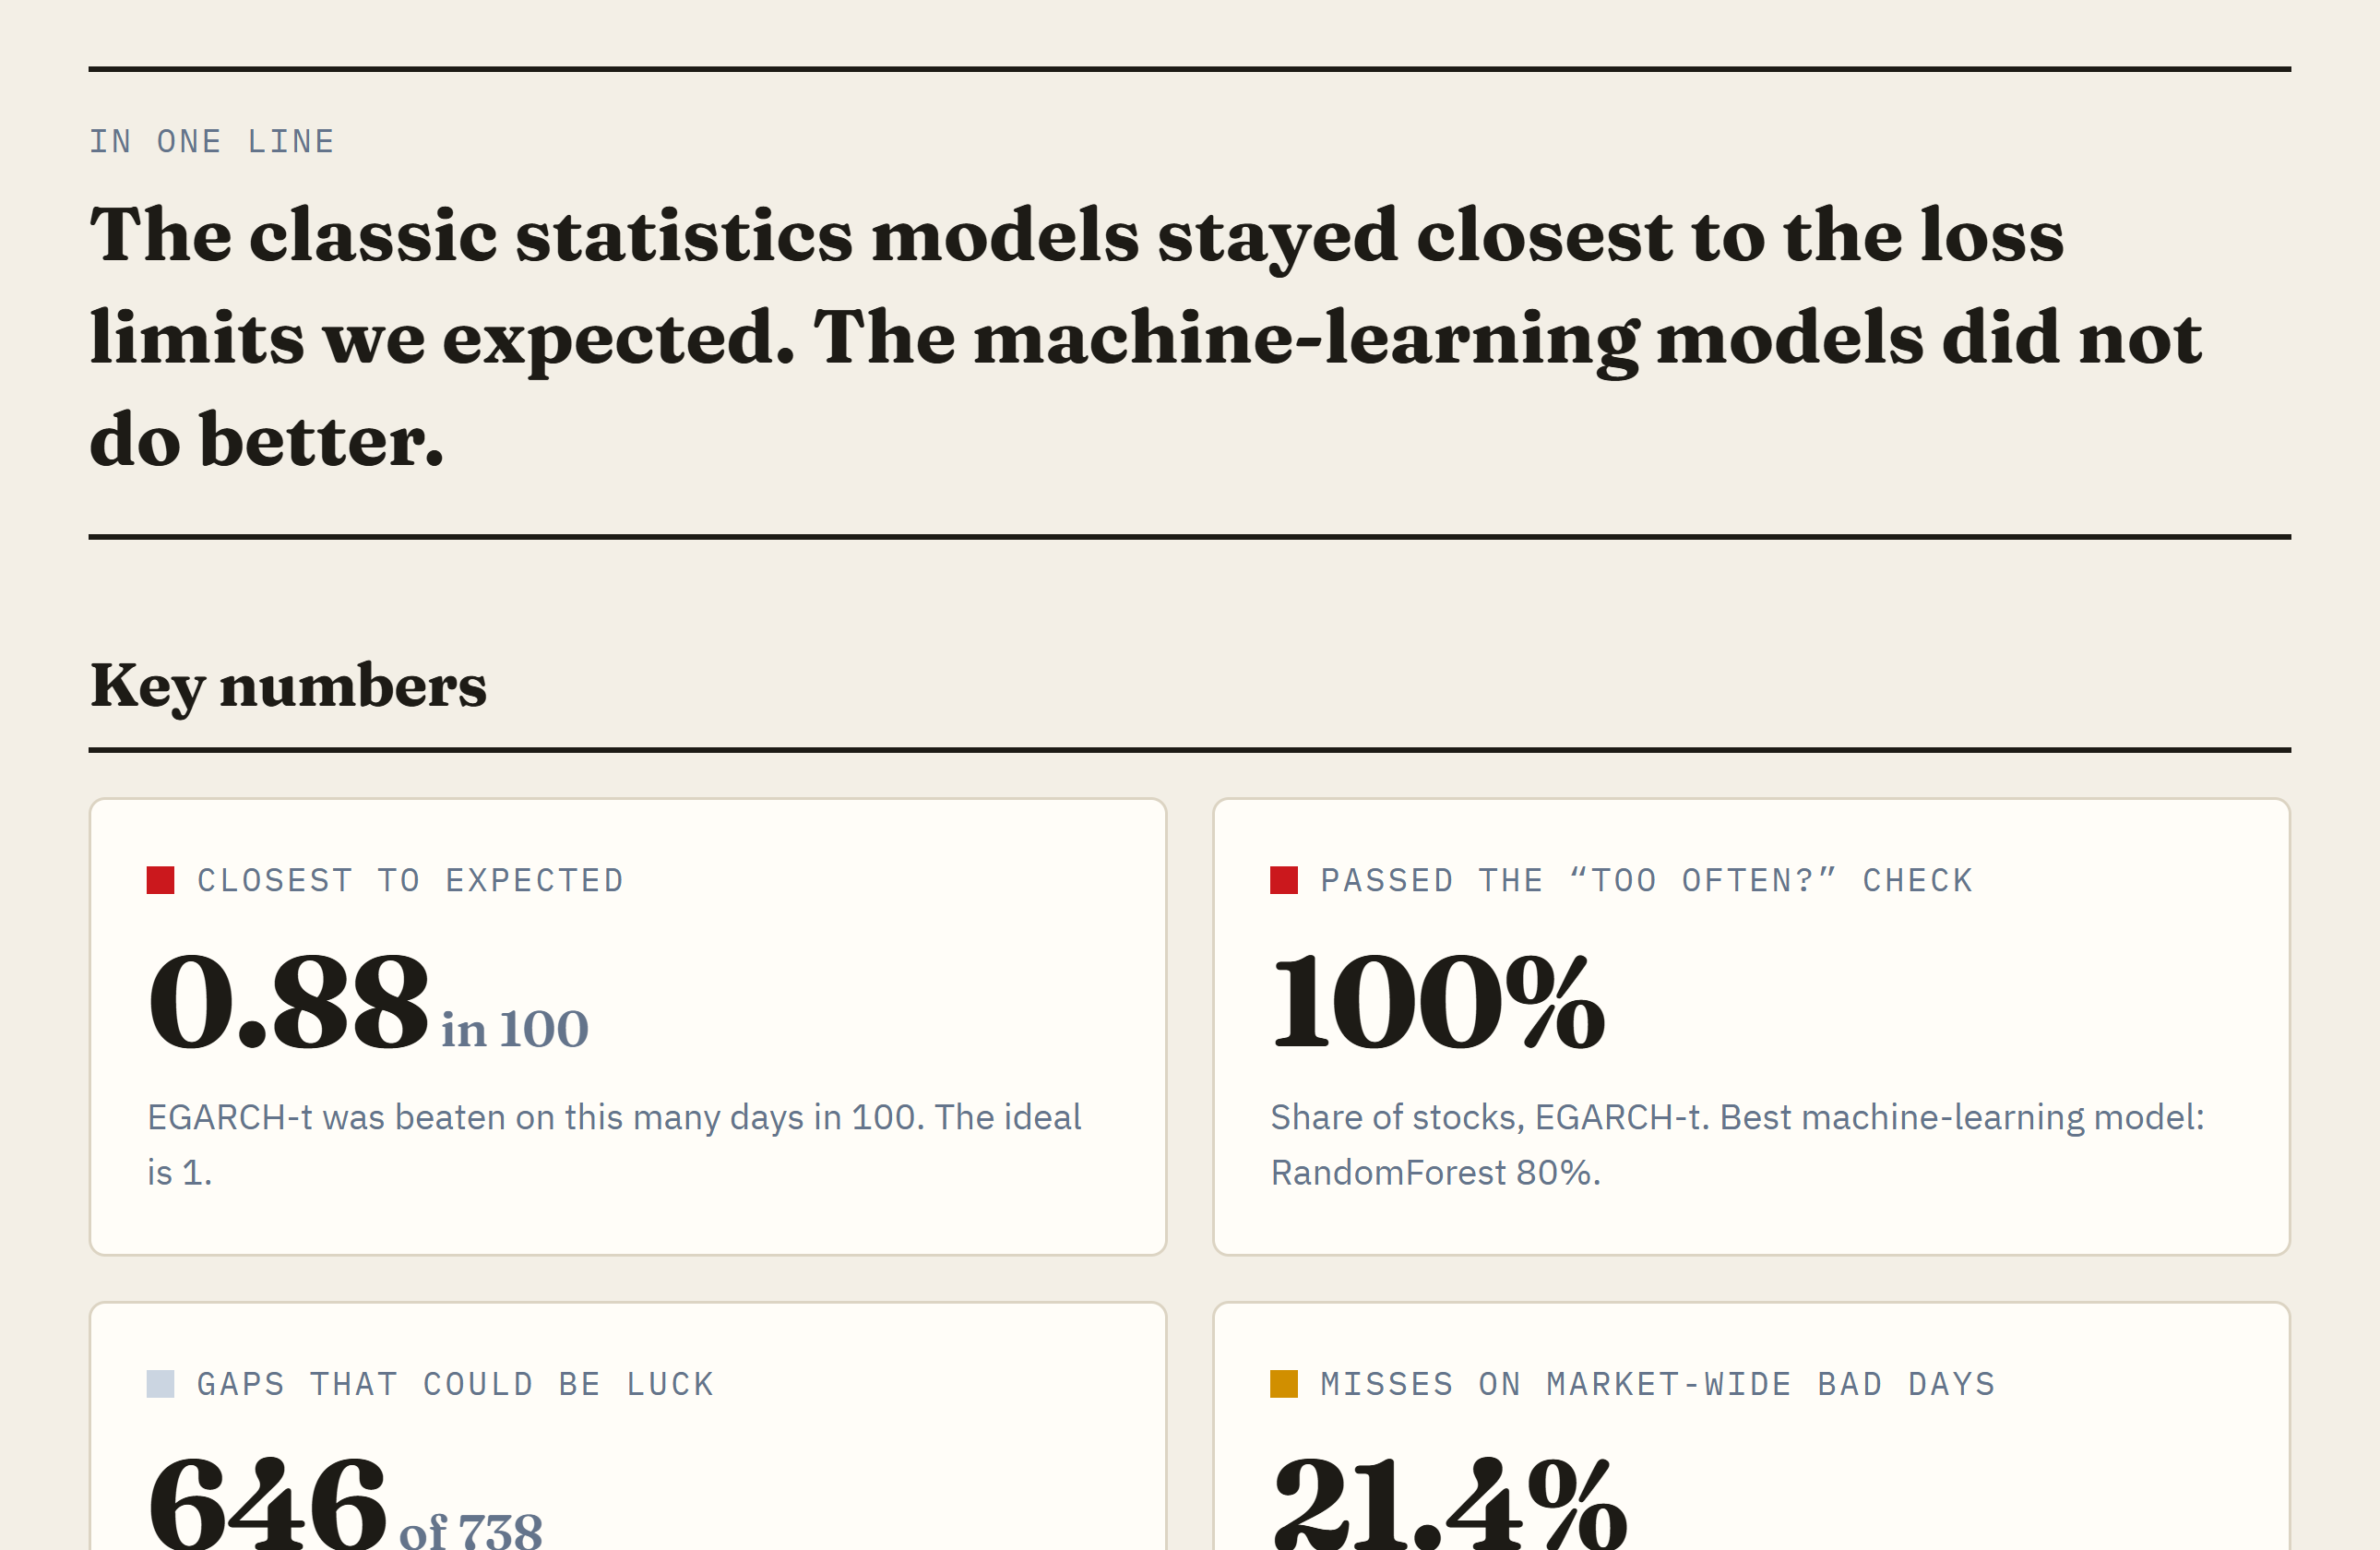 IN ONE LINE
The classic statistics models stayed closest to the loss
limits we expected. The machine-learning models did not
do better.
Key numbers
CLOSEST TO EXPECTED
0.88 in 100
EGARCH-t was beaten on this many days in 100. The ideal
is 1.
PASSED THE “TOO OFTEN?” CHECK
100%
Share of stocks, EGARCH-t. Best machine-learning model:
RandomForest 80%.
GAPS THAT COULD BE LUCK
646 of 738
MISSES ON MARKET-WIDE BAD DAYS
21.4%